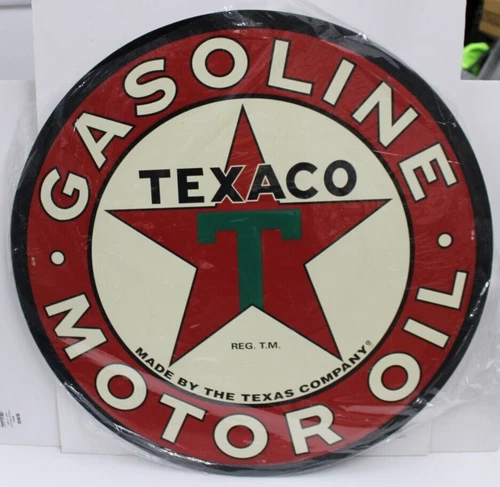 GASOLINE
TEXACO
T
REG. T.M.
MADE BY THE TEXAS COMPANY®
· MOTOR OIL ·